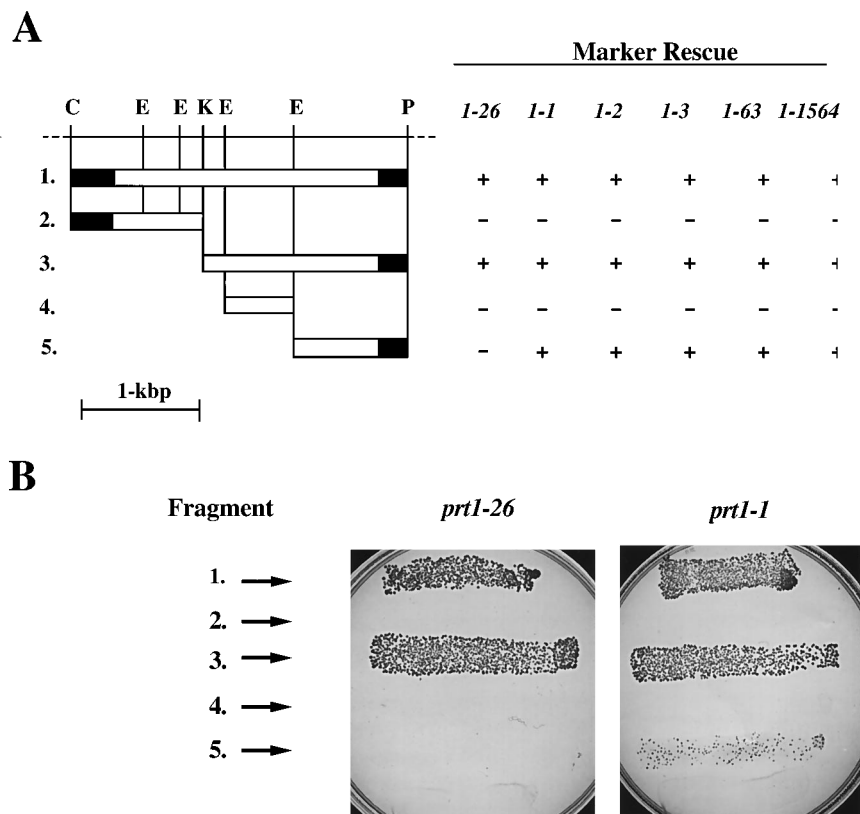 A
Marker Rescue
C E E K E E P
1-26 1-1 1-2 1-3 1-63 1-1564
1. + + + + + +
2. – – – – – –
3. + + + + + +
4. – – – – – –
5. – + + + + +
1-kbp
B
Fragment prt1-26 prt1-1
1.
2.
3.
4.
5.